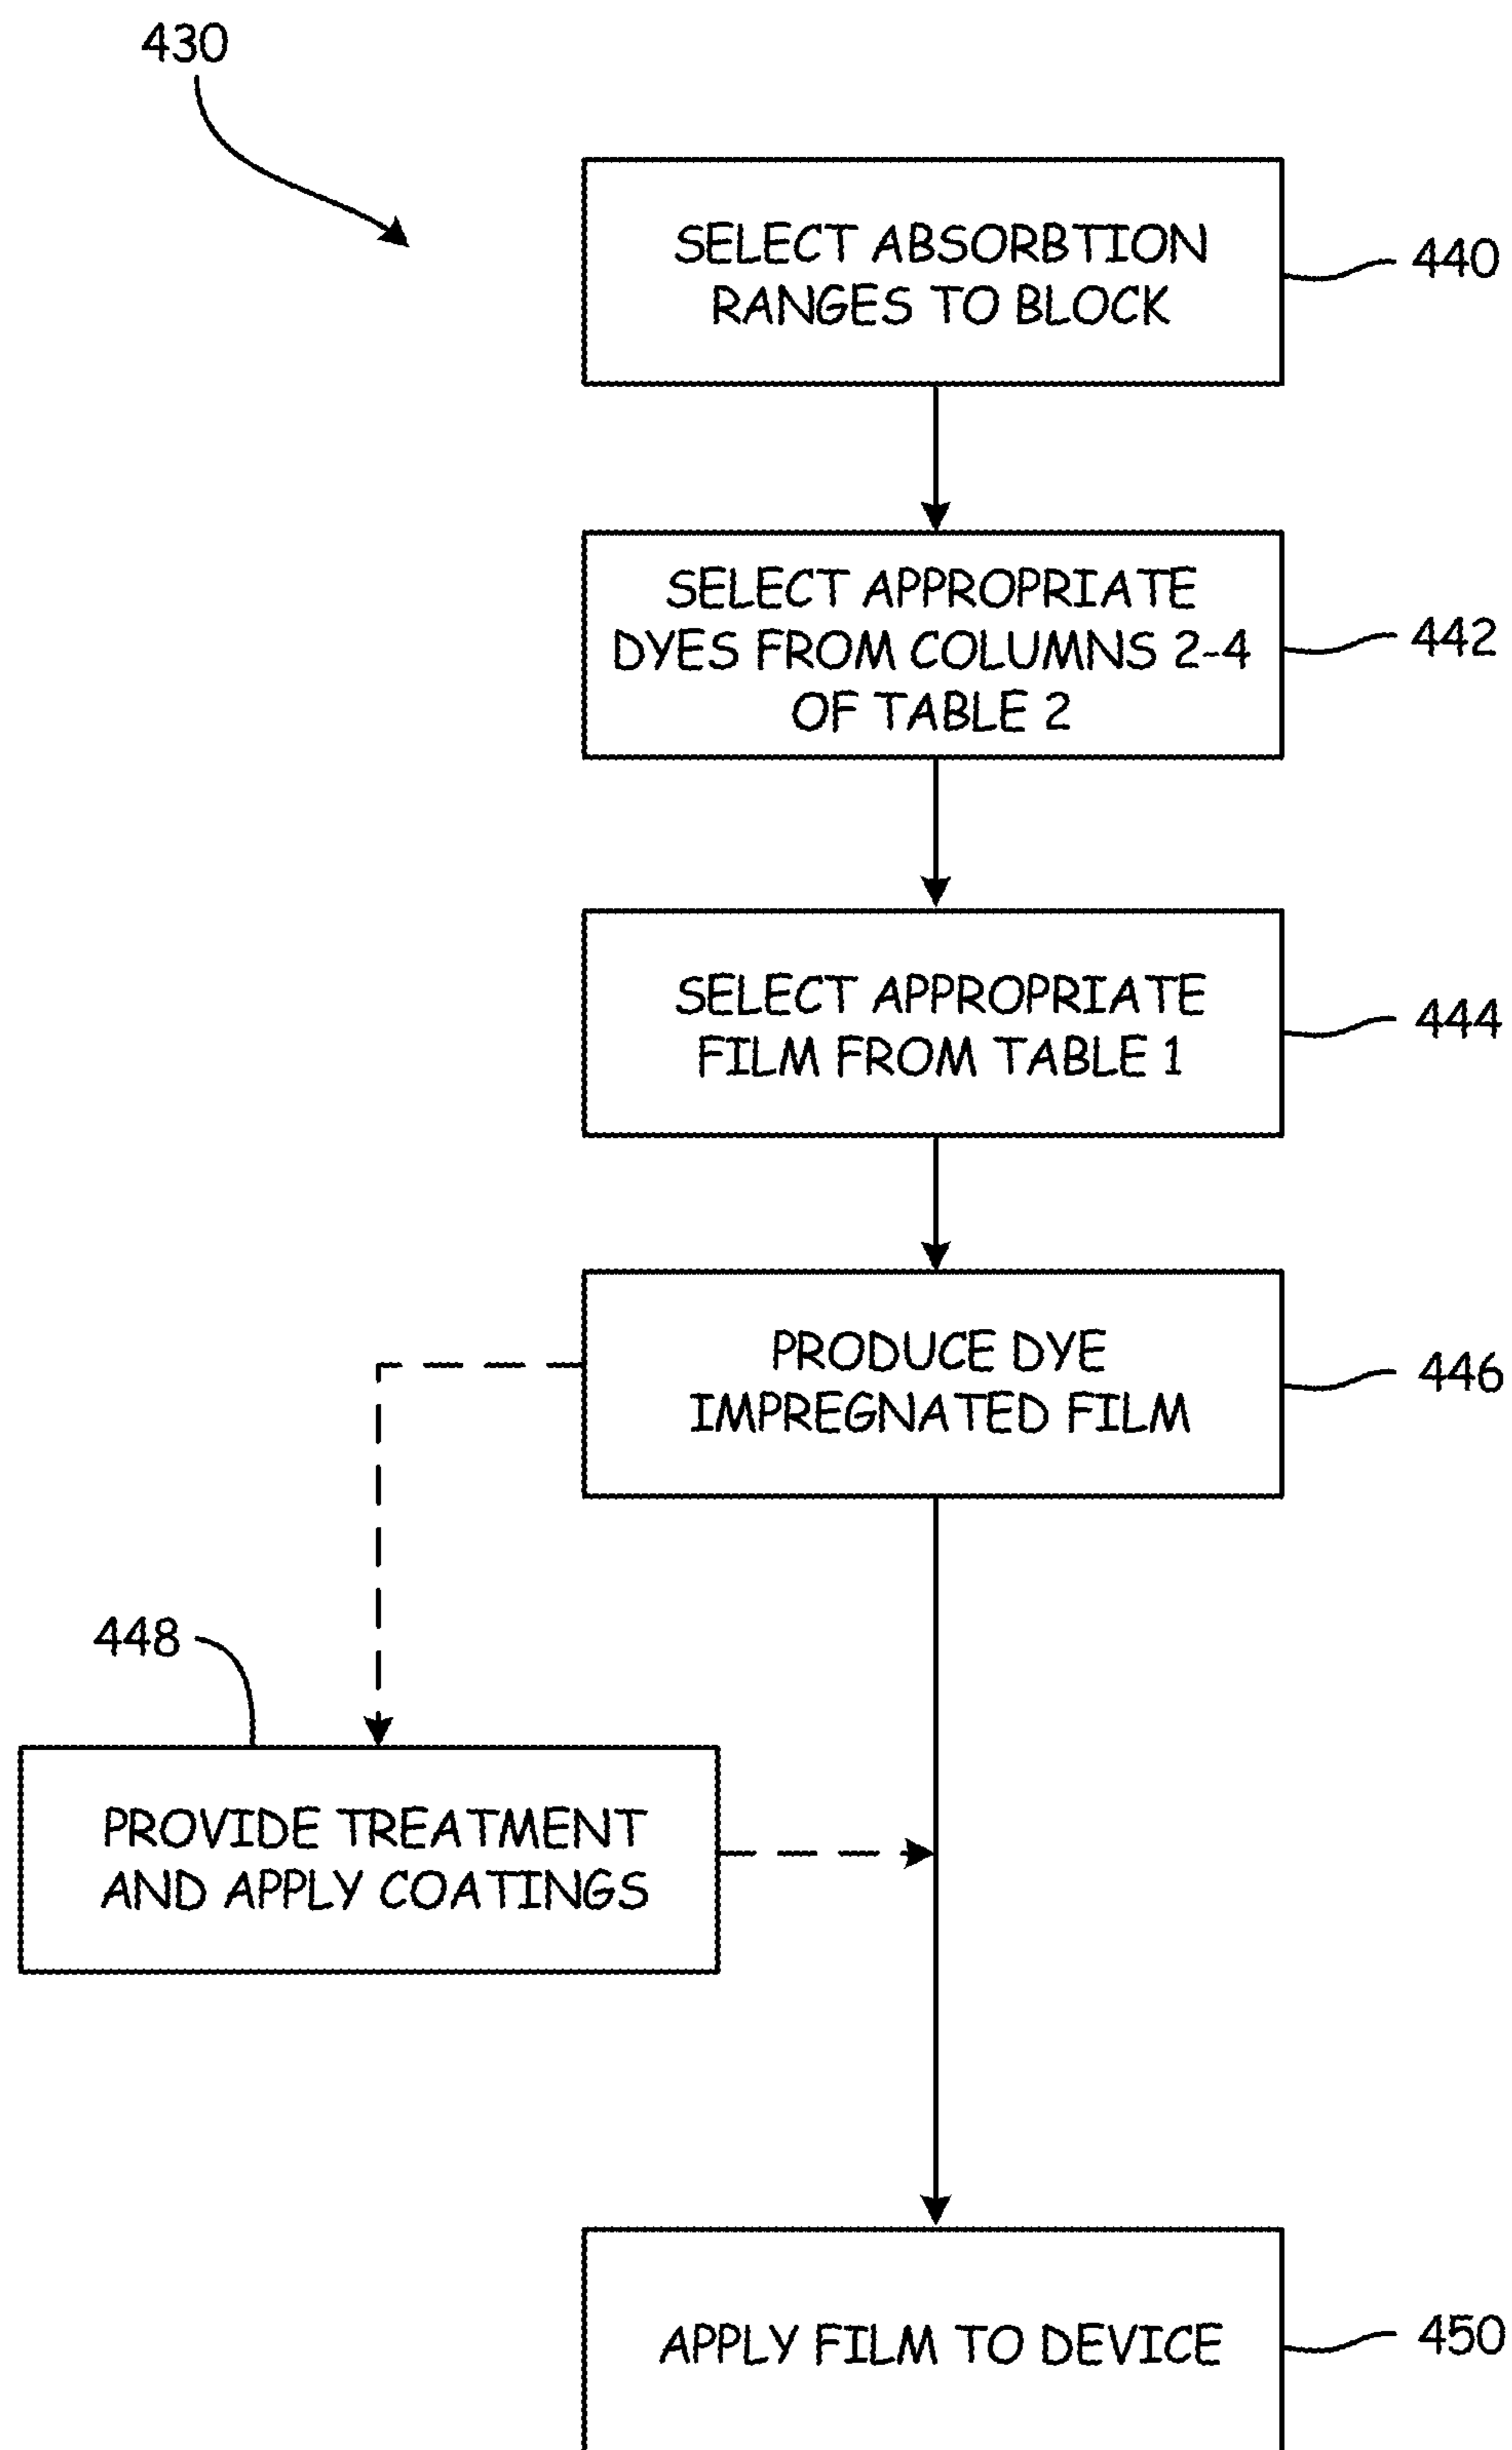 430
SELECT ABSORBTION
RANGES TO BLOCK
440
SELECT APPROPRIATE
DYES FROM COLUMNS 2-4
OF TABLE 2
442
SELECT APPROPRIATE
FILM FROM TABLE 1
444
PRODUCE DYE
IMPREGNATED FILM
446
448
PROVIDE TREATMENT
AND APPLY COATINGS
APPLY FILM TO DEVICE
450